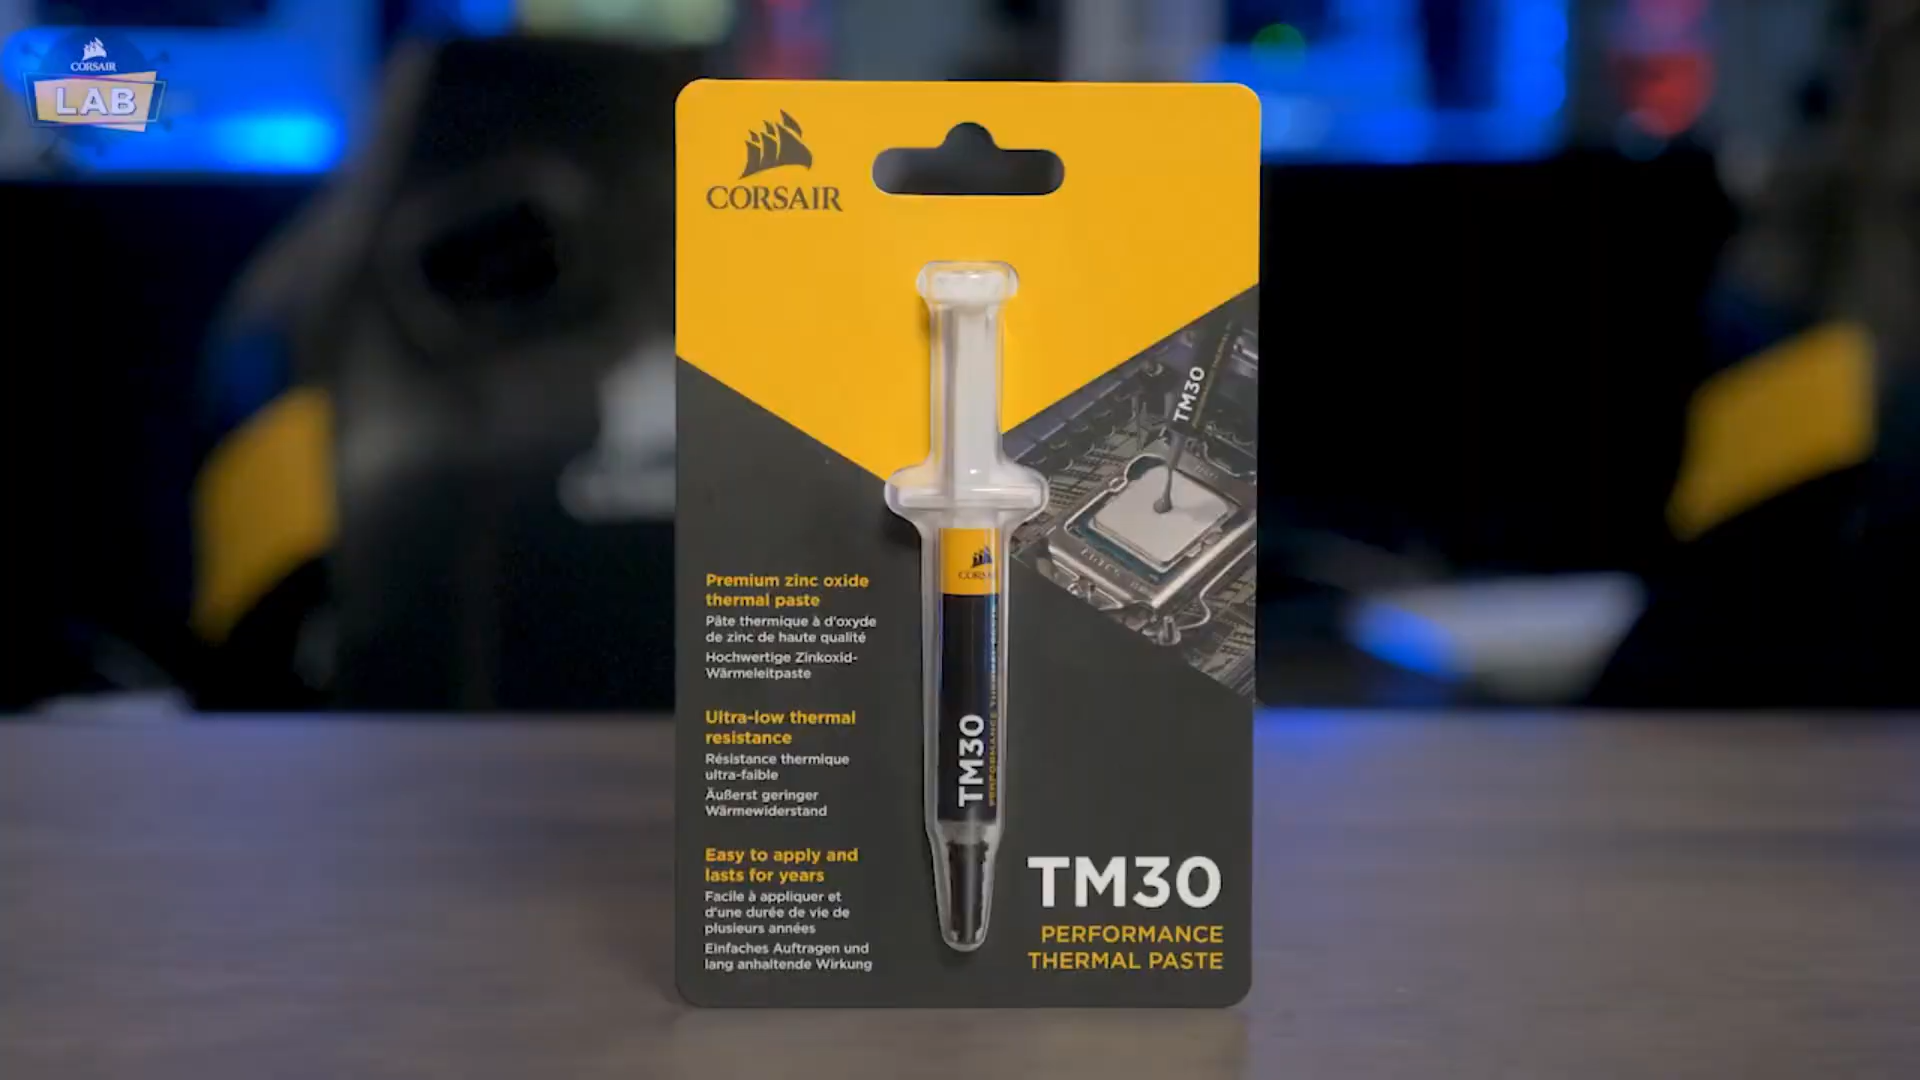 CORSAIR
LAB
CORSAIR
TM30
Premium zinc oxide
thermal paste
Pâte thermique à d'oxyde
de zinc de haute qualité
Hochwertige Zinkoxid-
Wärmeleitpaste
Ultra-low thermal
resistance
Résistance thermique
ultra-faible
Äußerst geringer
Wärmewiderstand
Easy to apply and
lasts for years
Facile à appliquer et
d'une durée de vie de
plusieurs années
Einfaches Auftragen und
lang anhaltende Wirkung
TM30
PERFORMANCE THERMAL PASTE
TM30
PERFORMANCE
THERMAL PASTE